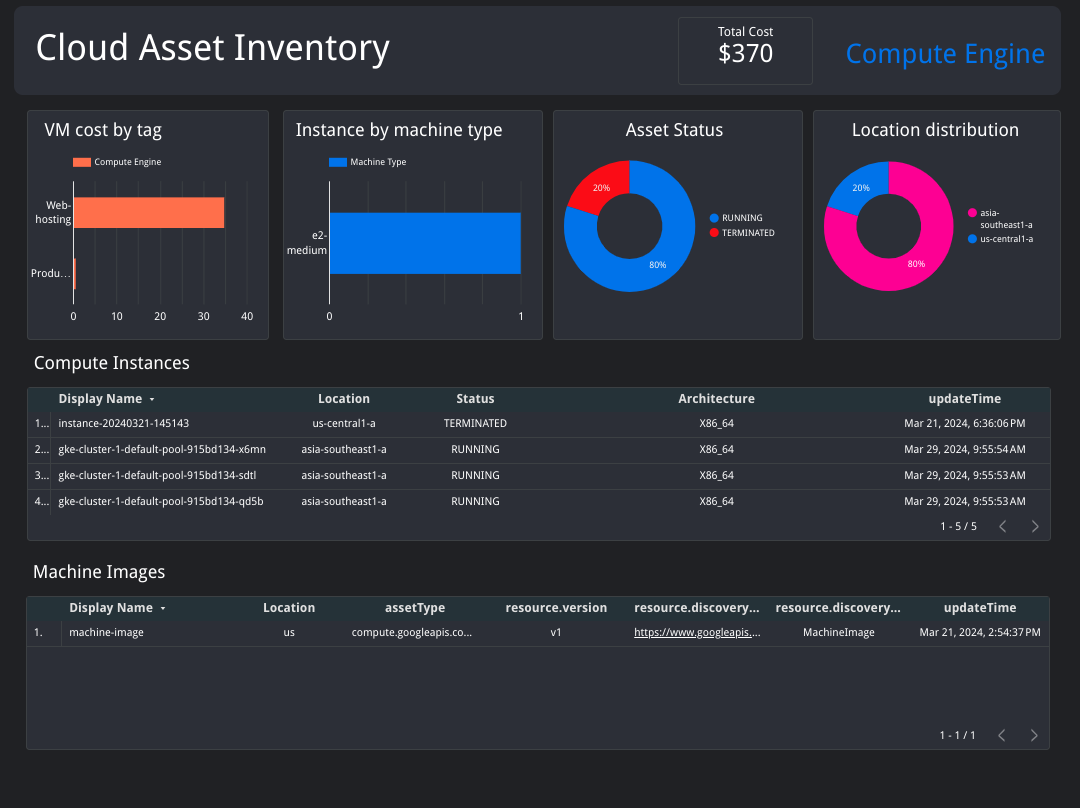 Cloud Asset Inventory
Total Cost
$370
Compute Engine
VM cost by tag
Compute Engine
Web-
hosting
Produ...
0 10 20 30 40
Instance by machine type
Machine Type
e2-
medium
0 1
Asset Status
20%
80%
RUNNING
TERMINATED
Location distribution
20%
80%
asia-
southeast1-a
us-central1-a
Compute Instances
Display Name Location Status Architecture updateTime
1... instance-20240321-145143 us-central1-a TERMINATED X86_64 Mar 21, 2024, 6:36:06 PM
2... gke-cluster-1-default-pool-915bd134-x6mn asia-southeast1-a RUNNING X86_64 Mar 29, 2024, 9:55:54 AM
3... gke-cluster-1-default-pool-915bd134-sdtl asia-southeast1-a RUNNING X86_64 Mar 29, 2024, 9:55:53 AM
4... gke-cluster-1-default-pool-915bd134-qd5b asia-southeast1-a RUNNING X86_64 Mar 29, 2024, 9:55:53 AM
1 - 5 / 5
Machine Images
Display Name Location assetType resource.version resource.discovery... resource.discovery... updateTime
1. machine-image us compute.googleapis.co... v1 https://www.googleapis.... MachineImage Mar 21, 2024, 2:54:37 PM
1 - 1 / 1